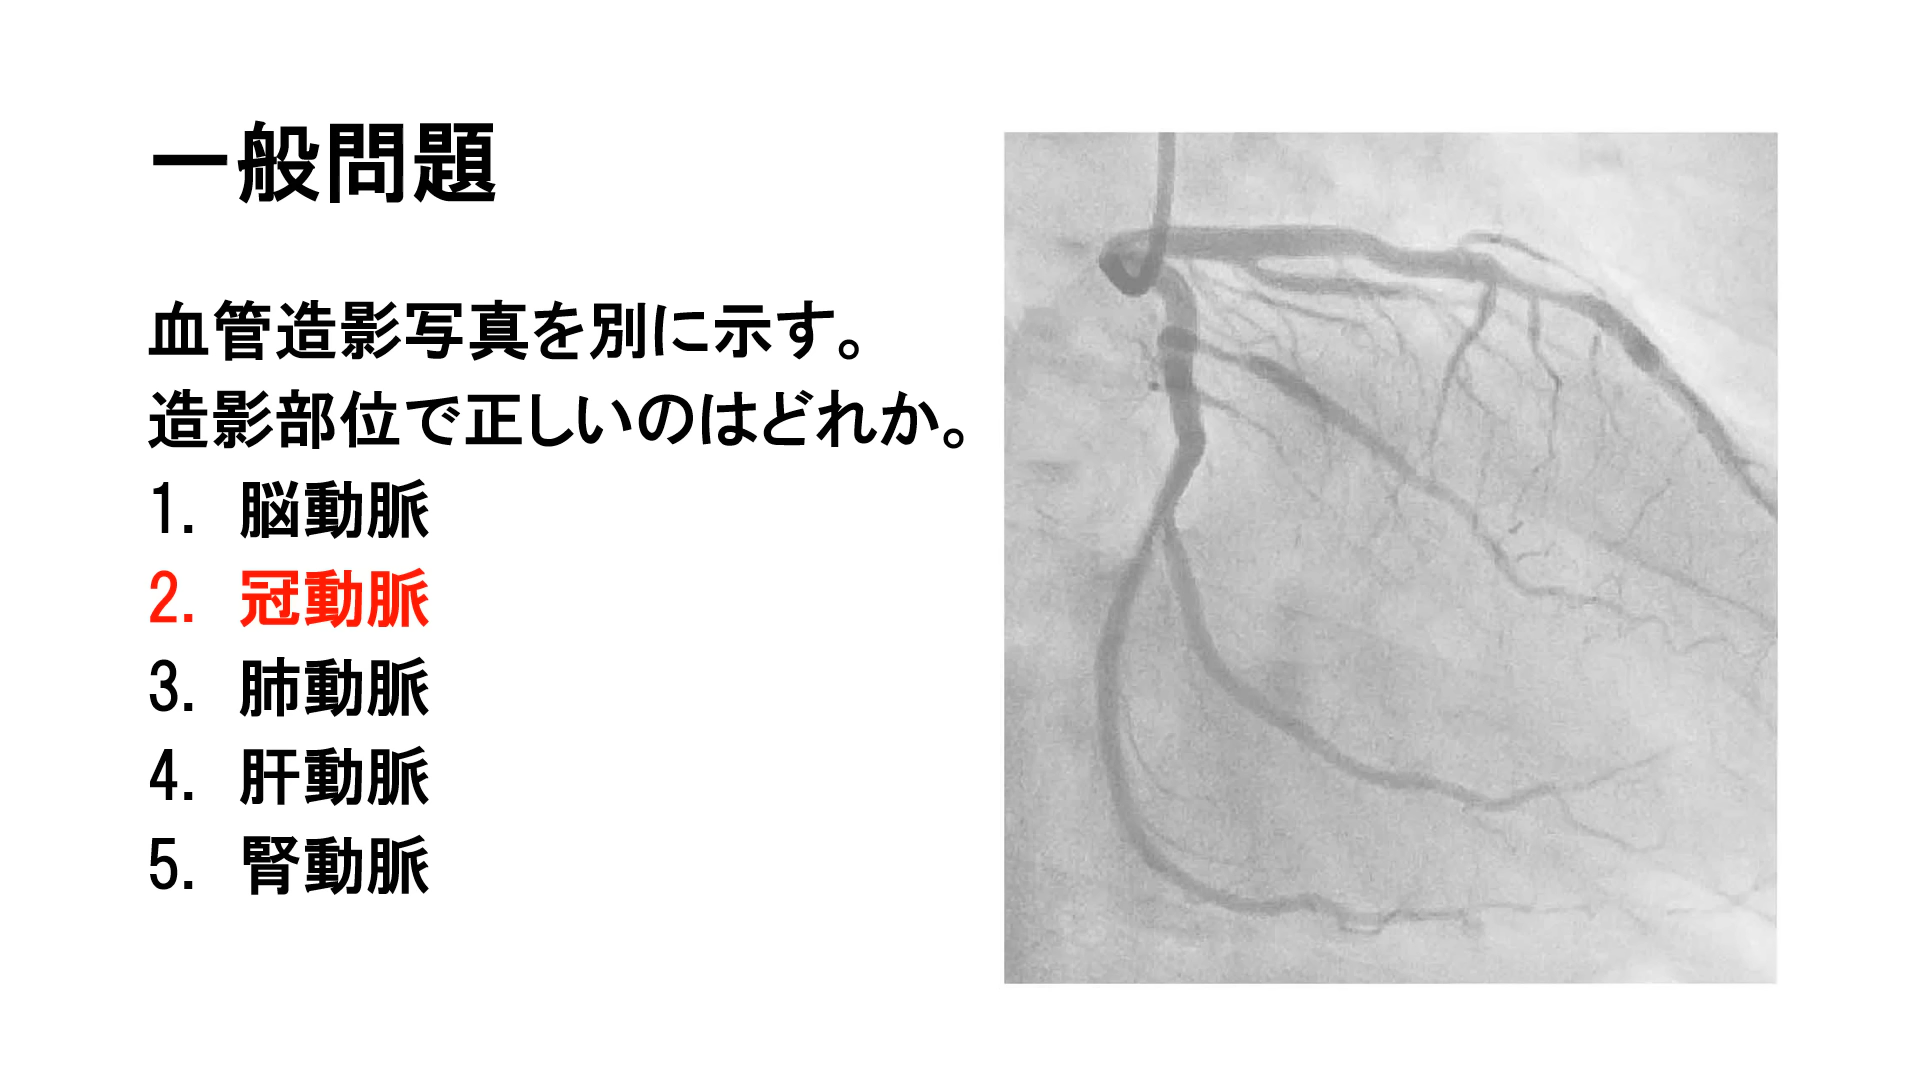 一般問題
血管造影写真を別に示す。
造影部位で正しいのはどれか。
1. 脳動脈
2. 冠動脈
3. 肺動脈
4. 肝動脈
5. 腎動脈